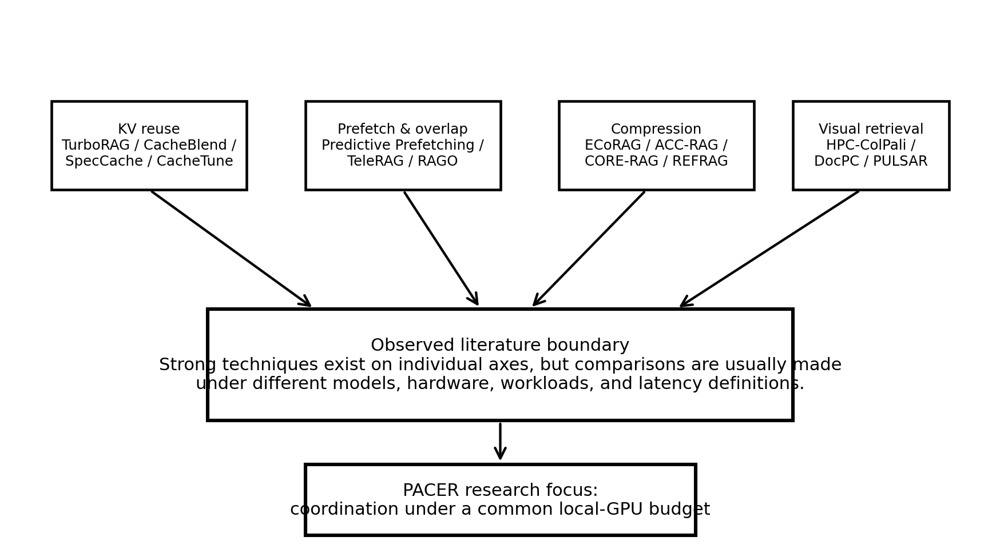 KV reuse
TurboRAG / CacheBlend /
SpecCache / CacheTune
Prefetch & overlap
Predictive Prefetching /
TeleRAG / RAGO
Compression
ECoRAG / ACC-RAG /
CORE-RAG / REFRAG
Visual retrieval
HPC-ColPali /
DocPC / PULSAR
Observed literature boundary
Strong techniques exist on individual axes, but comparisons are usually made
under different models, hardware, workloads, and latency definitions.
PACER research focus:
coordination under a common local-GPU budget